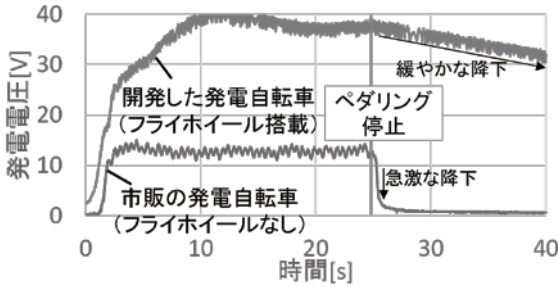 発電電圧[V]
40
30
20
10
0
開発した発電自転車
(フライホイール搭載)
ペダリング
停止
緩やかな降下
市販の発電自転車
(フライホイールなし)
急激な降下
0
10
20
30
40
時間[s]